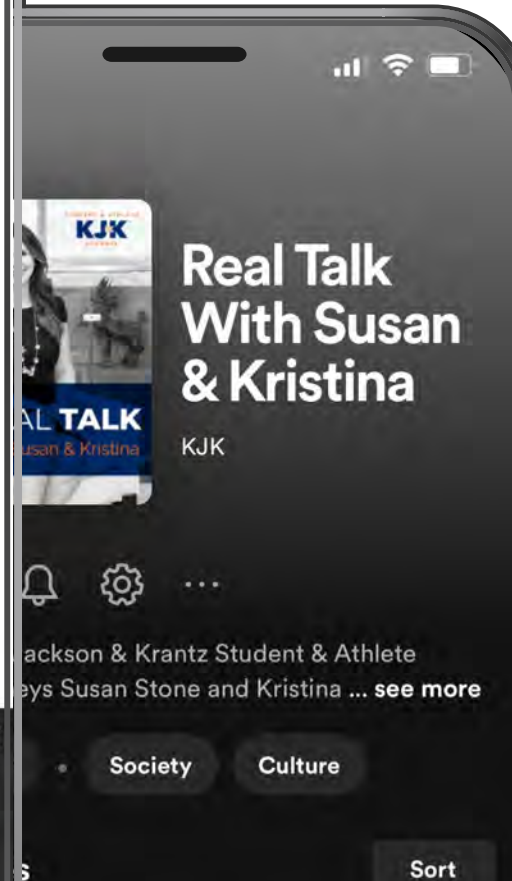 KJK
Real Talk
With Susan
& Kristina
AL TALK
usan & Kristina
KJK
ackson & Krantz Student & Athlete
eys Susan Stone and Kristina ... see more
Society
Culture
s
Sort